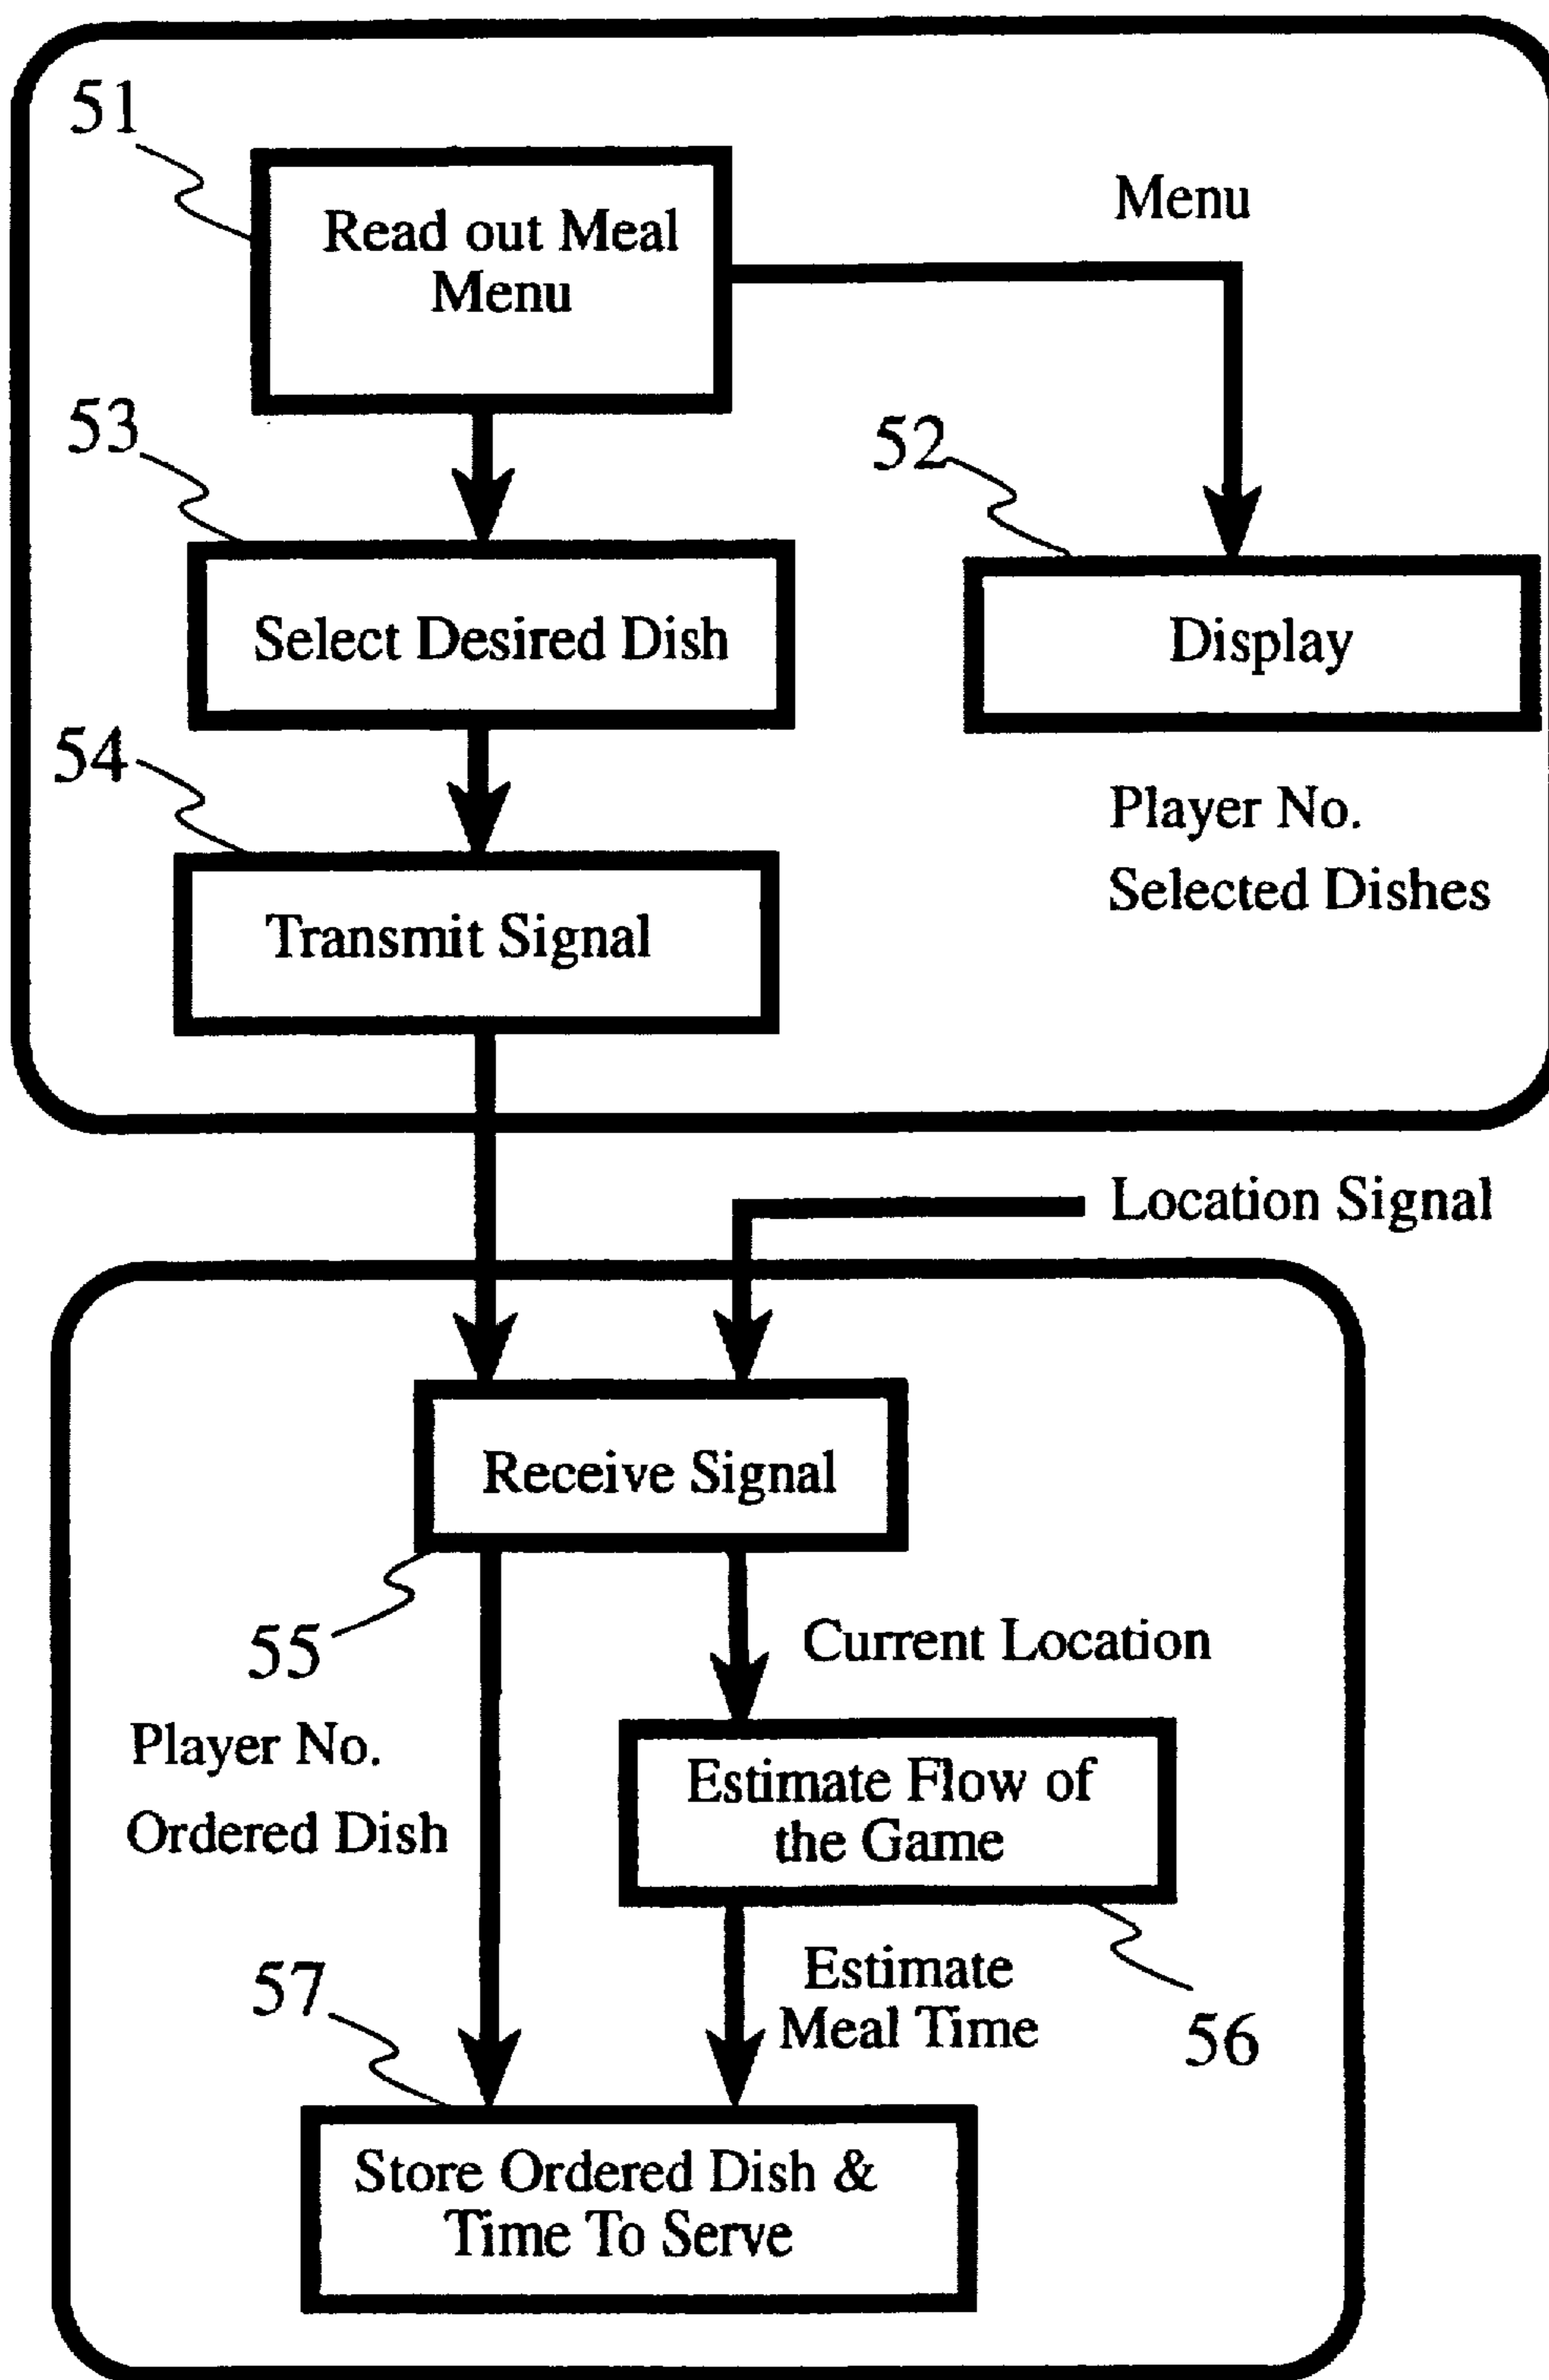 51
Read out Meal
Menu
Menu
53
52
Select Desired Dish
Display
54
Player No.
Selected Dishes
Transmit Signal
Location Signal
Receive Signal
55
Current Location
Player No.
Ordered Dish
Estimate Flow of
the Game
57
Estimate
Meal Time
56
Store Ordered Dish &
Time To Serve